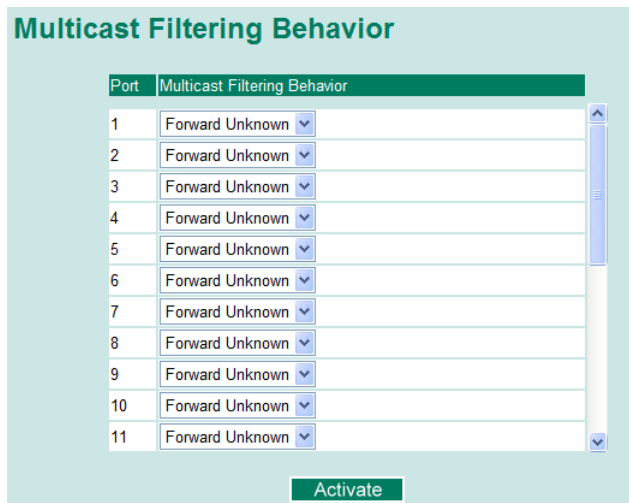 Multicast Filtering Behavior
Port Multicast Filtering Behavior
1 Forward Unknown
2 Forward Unknown
3 Forward Unknown
4 Forward Unknown
5 Forward Unknown
6 Forward Unknown
7 Forward Unknown
8 Forward Unknown
9 Forward Unknown
10 Forward Unknown
11 Forward Unknown
Activate